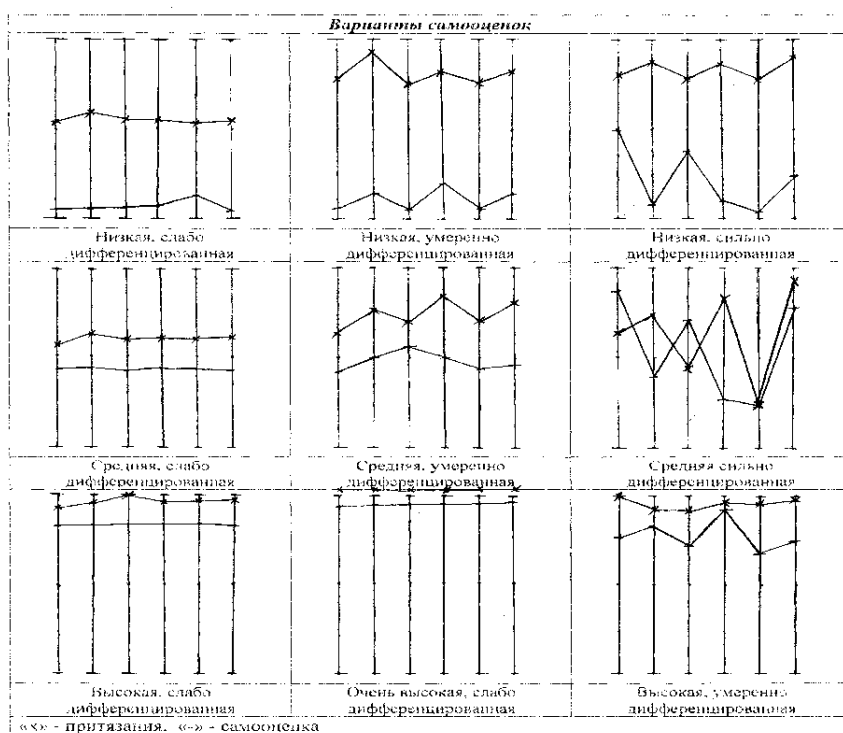 Варианты самооценок
Низкая, слабо
дифференцированная
Низкая, умеренно
дифференцированная
Низкая, сильно
дифференцированная
Средняя, слабо
дифференцированная
Средняя, умеренно
дифференцированная
Средняя сильно
дифференцированная
Высокая, слабо
дифференцированная
Очень высокая, слабо
дифференцированная
Высокая, умеренно
дифференцированная
«×» - притязания, «-» - самооценка